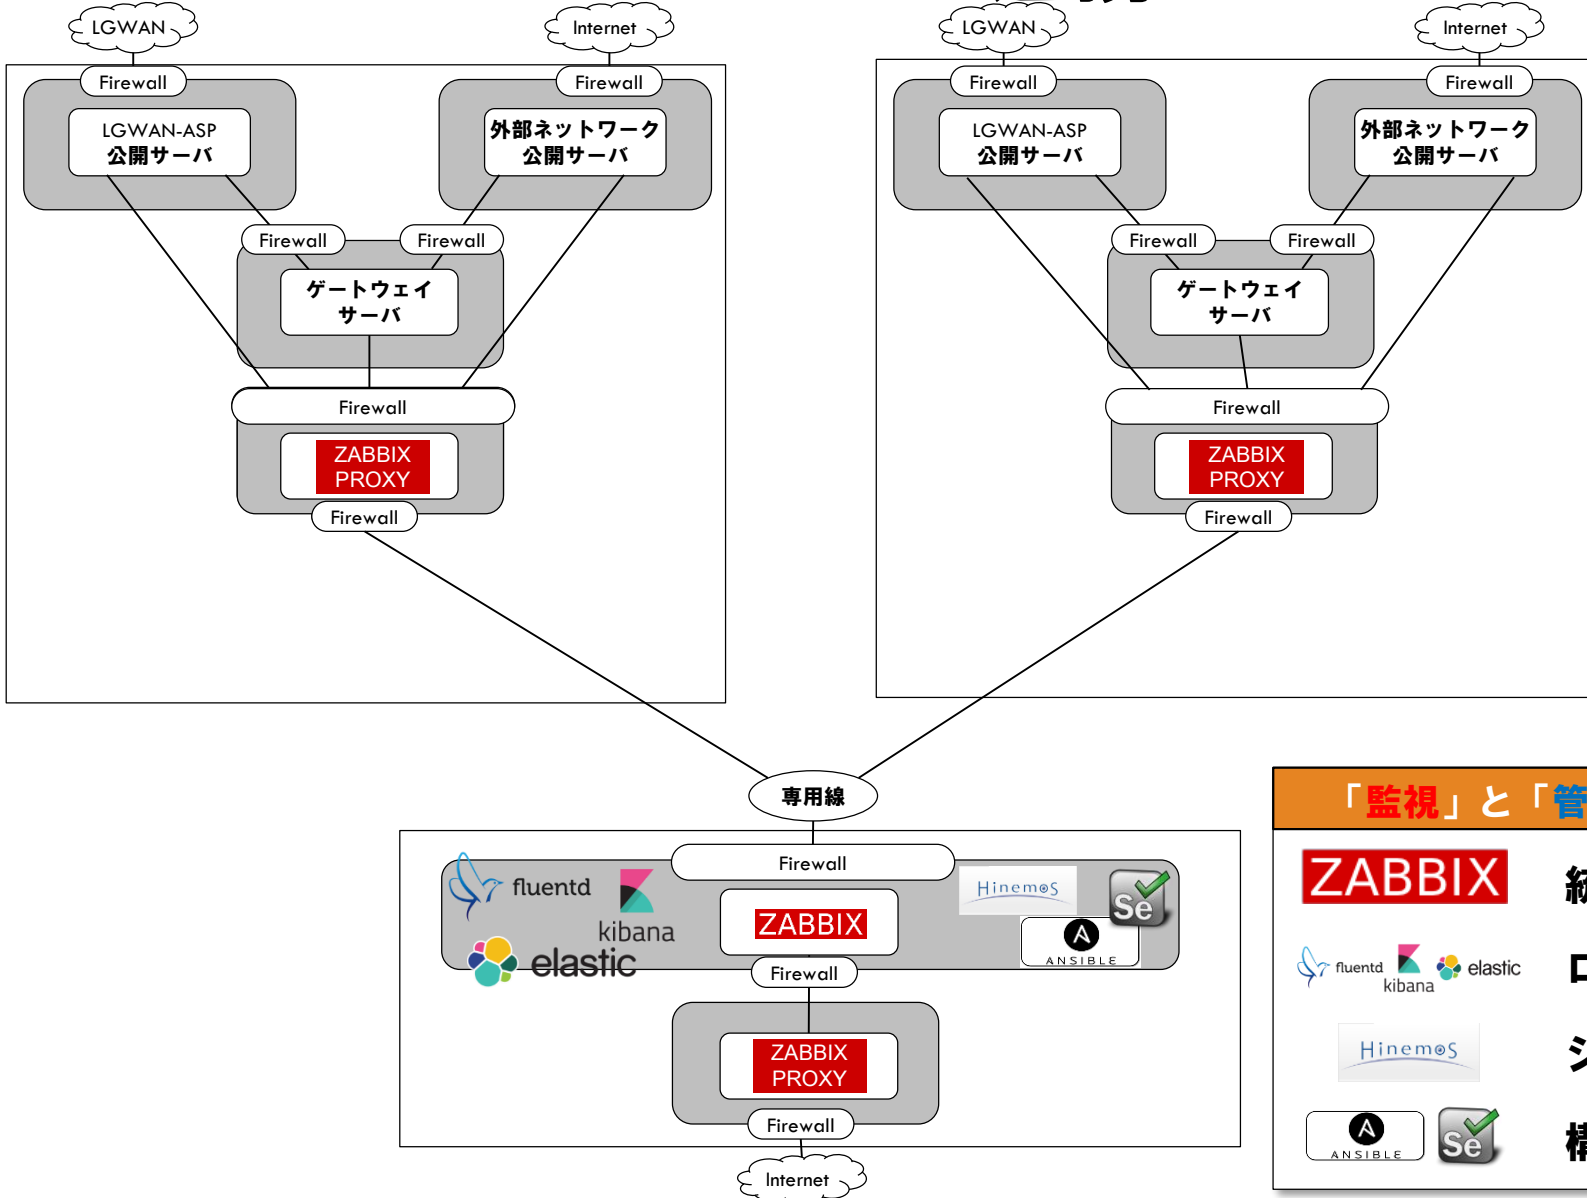 LGWAN
Internet
LGWAN
Internet
Firewall
Firewall
Firewall
Firewall
LGWAN-ASP
公開サーバ
外部ネットワーク
公開サーバ
LGWAN-ASP
公開サーバ
外部ネットワーク
公開サーバ
Firewall
Firewall
Firewall
Firewall
ゲートウェイ
サーバ
ゲートウェイ
サーバ
Firewall
Firewall
ZABBIX
PROXY
ZABBIX
PROXY
Firewall
Firewall
専用線
「監視」と「管
Firewall
fluentd
kibana
elastic
ZABBIX
Hinemos
Se
ANSIBLE
Firewall
ZABBIX
PROXY
Firewall
Internet
ZABBIX
統
fluentd
kibana
elastic
ロ
Hinemos
ジ
ANSIBLE
Se
構